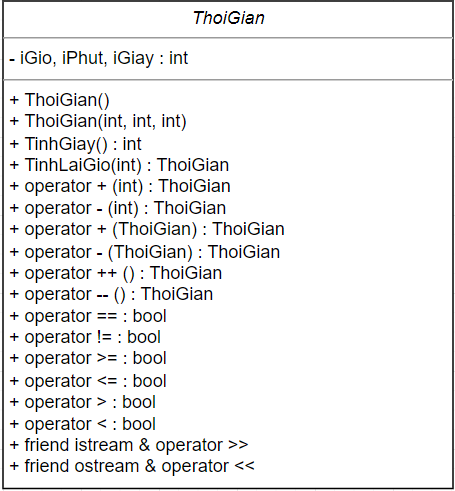 ThoiGian
- iGio, iPhut, iGiay : int
+ ThoiGian()
+ ThoiGian(int, int, int)
+ TinhGiay() : int
+ TinhLaiGio(int) : ThoiGian
+ operator + (int) : ThoiGian
+ operator - (int) : ThoiGian
+ operator + (ThoiGian) : ThoiGian
+ operator - (ThoiGian) : ThoiGian
+ operator ++ () : ThoiGian
+ operator -- () : ThoiGian
+ operator == : bool
+ operator != : bool
+ operator >= : bool
+ operator <= : bool
+ operator > : bool
+ operator < : bool
+ friend istream & operator >>
+ friend ostream & operator <<